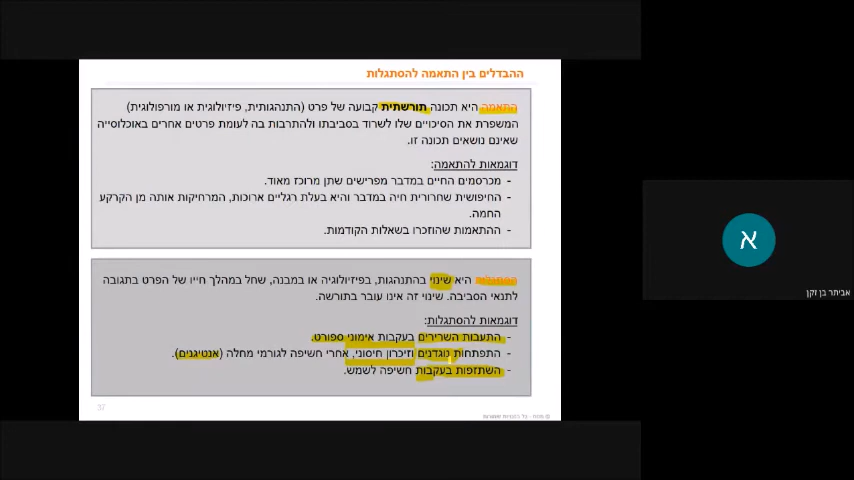 ההבדלים בין התאמה להסתגלות
התאמה היא תכונה תורשתית קבועה של פרט (התנהגותית, פיזיולוגית או מורפולוגית)
המשפרת את הסיכויים שלו לשרוד בסביבתו ולהתרבות בה לעומת פרטים אחרים באוכלוסייה
שאינם נושאים תכונה זו.
דוגמאות להתאמה:
- מכרסמים החיים במדבר מפרישים שתן מרוכז מאוד.
- החיפושית שחרורית חיה במדבר והיא בעלת רגליים ארוכות, המרחיקות אותה מן הקרקע
החמה.
- ההתאמות שהוזכרו בשאלות הקודמות.
הסתגלות היא שינוי בהתנהגות, בפיזיולוגיה או במבנה, שחל במהלך חייו של הפרט בתגובה
לתנאי הסביבה. שינוי זה אינו עובר בתורשה.
דוגמאות להסתגלות:
- התעבות השרירים בעקבות אימוני ספורט.
- התפתחות נוגדנים וזיכרון חיסוני, אחרי חשיפה לגורמי מחלה (אנטיגנים).
- השתזפות בעקבות חשיפה לשמש.
37
א
אביתר בן זקן